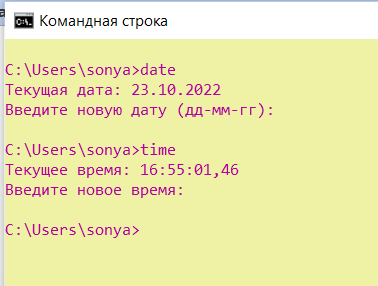 Командная строка
C:\Users\sonya>date
Текущая дата: 23.10.2022
Введите новую дату (дд-мм-гг):
C:\Users\sonya>time
Текущее время: 16:55:01,46
Введите новое время:
C:\Users\sonya>